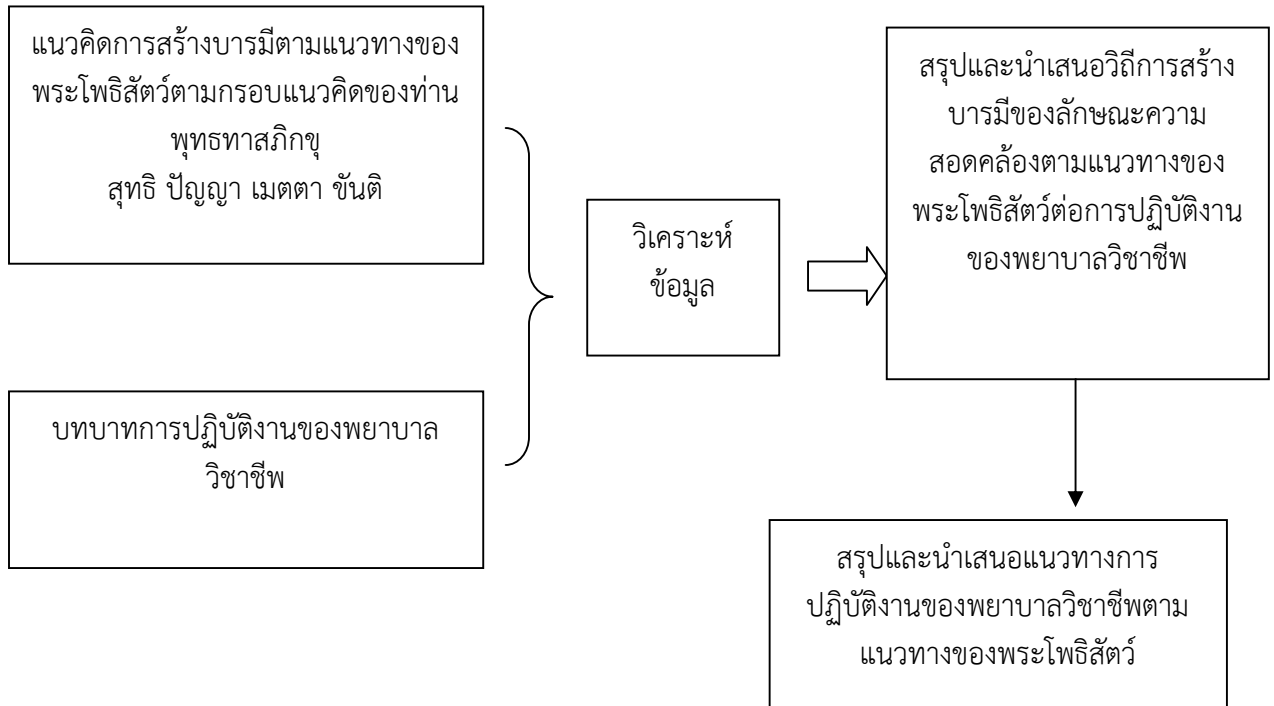 แนวคิดการสร้างบารมีตามแนวทางของ
พระโพธิสัตว์ตามกรอบแนวคิดของท่าน
พุทธทาสภิกขุ
สุทธิ ปัญญา เมตตา ขันติ
บทบาทการปฏิบัติงานของพยาบาล
วิชาชีพ
วิเคราะห์
ข้อมูล
สรุปและนำเสนอวิถีการสร้าง
บารมีของลักษณะความ
สอดคล้องตามแนวทางของ
พระโพธิสัตว์ต่อการปฏิบัติงาน
ของพยาบาลวิชาชีพ
สรุปและนำเสนอแนวทางการ
ปฏิบัติงานของพยาบาลวิชาชีพตาม
แนวทางของพระโพธิสัตว์